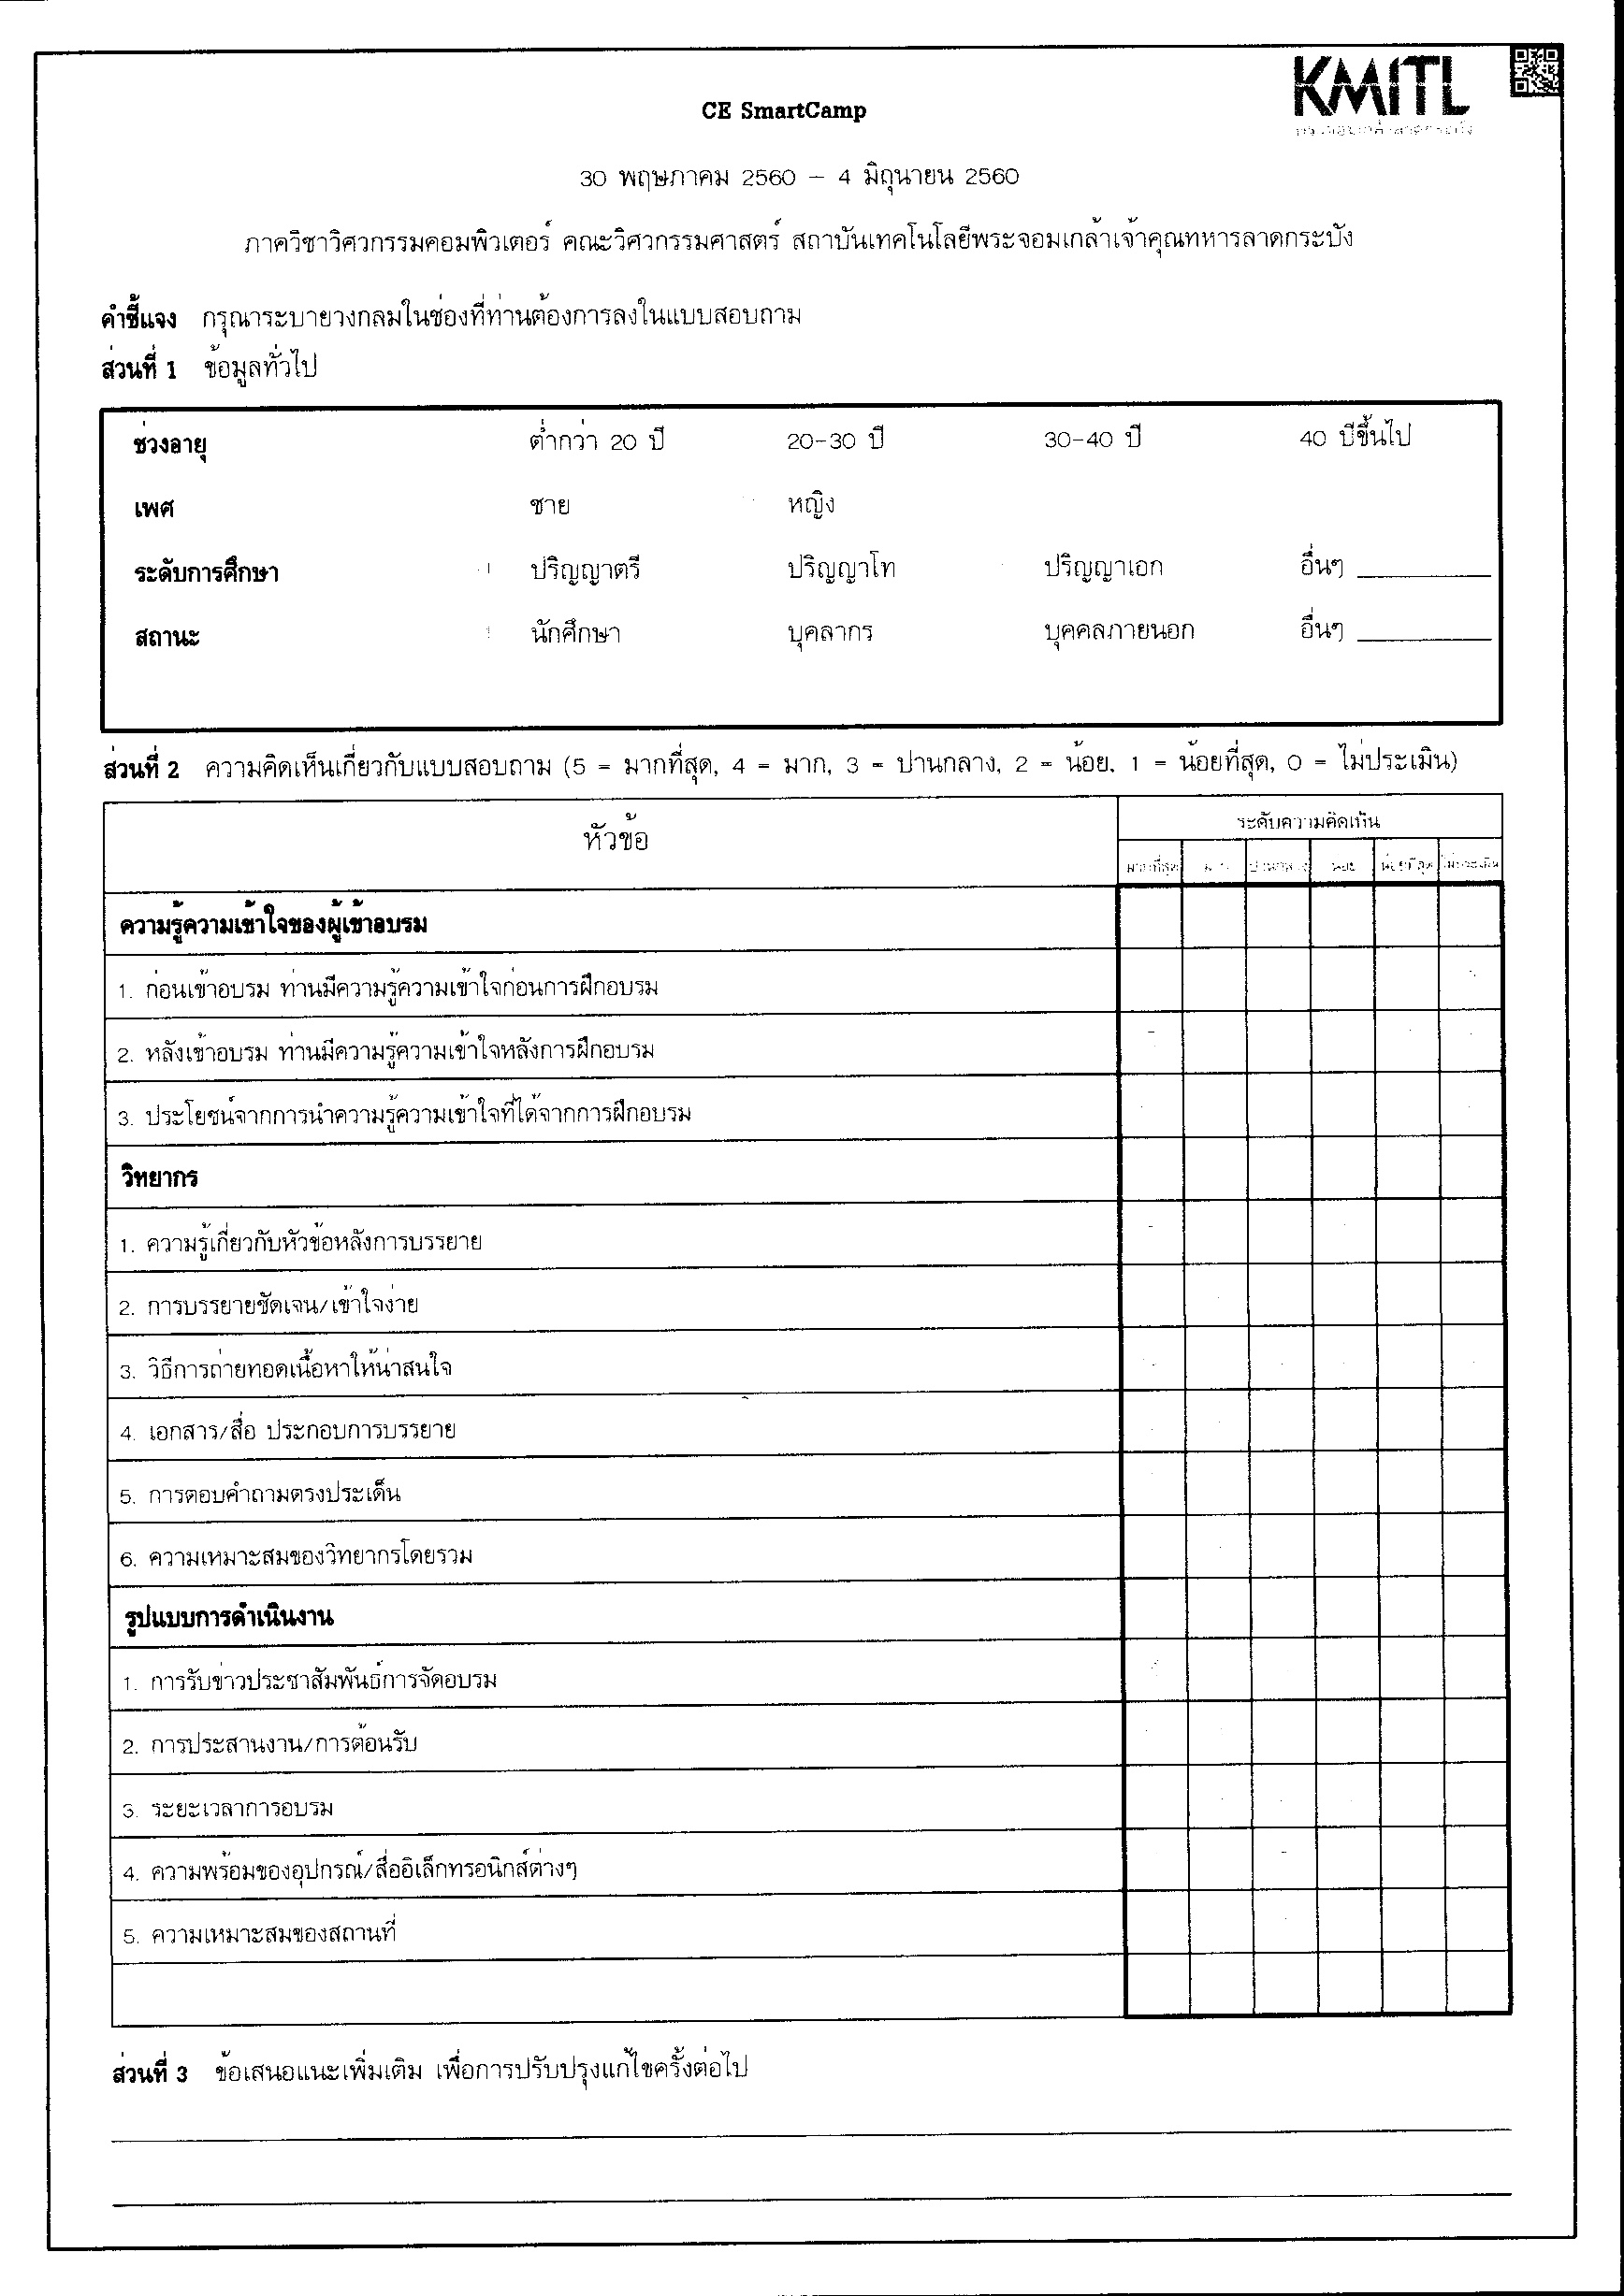 KMITL
CE SmartCamp
30 พฤษภาคม 2560 – 4 มิถุนายน 2560
ภาควิชาวิศวกรรมคอมพิวเตอร์ คณะวิศวกรรมศาสตร์ สถาบันเทคโนโลยีพระจอมเกล้าเจ้าคุณทหารลาดกระบัง
คำชี้แจง กรุณาระบายวงกลมในช่องที่ท่านต้องการลงในแบบสอบถาม
ส่วนที่ 1 ข้อมูลทั่วไป
ช่วงอายุ ต่ำกว่า 20 ปี 20-30 ปี 30-40 ปี 40 ปีขึ้นไป
เพศ ชาย หญิง
ระดับการศึกษา ปริญญาตรี ปริญญาโท ปริญญาเอก อื่นๆ
สถานะ นักศึกษา บุคลากร บุคคลภายนอก อื่นๆ
ส่วนที่ 2 ความคิดเห็นเกี่ยวกับแบบสอบถาม (5 = มากที่สุด, 4 = มาก, 3 = ปานกลาง, 2 = น้อย, 1 = น้อยที่สุด, 0 = ไม่ประเมิน)
หัวข้อ ระดับความคิดเห็น
มากที่สุด ปานกลาง น้อย น้อยที่สุด ไม่ประเมิน
ความรู้ความเข้าใจของผู้เข้าอบรม
1. ก่อนเข้าอบรม ท่านมีความรู้ความเข้าใจก่อนการฝึกอบรม
2. หลังเข้าอบรม ท่านมีความรู้ความเข้าใจหลังการฝึกอบรม
3. ประโยชน์จากการนำความรู้ความเข้าใจที่ได้จากการฝึกอบรม
วิทยากร
1. ความรู้เกี่ยวกับหัวข้อหลังการบรรยาย
2. การบรรยายชัดเจน/เข้าใจง่าย
3. วิธีการถ่ายทอดเนื้อหาให้น่าสนใจ
4. เอกสาร/สื่อ ประกอบการบรรยาย
5. การตอบคำถามตรงประเด็น
6. ความเหมาะสมของวิทยากรโดยรวม
รูปแบบการดำเนินงาน
1. การรับข่าวประชาสัมพันธ์การจัดอบรม
2. การประสานงาน/การต้อนรับ
3. ระยะเวลาการอบรม
4. ความพร้อมของอุปกรณ์/สื่ออิเล็กทรอนิกส์ต่างๆ
5. ความเหมาะสมของสถานที่
ส่วนที่ 3 ข้อเสนอแนะเพิ่มเติม เพื่อการปรับปรุงแก้ไขครั้งต่อไป